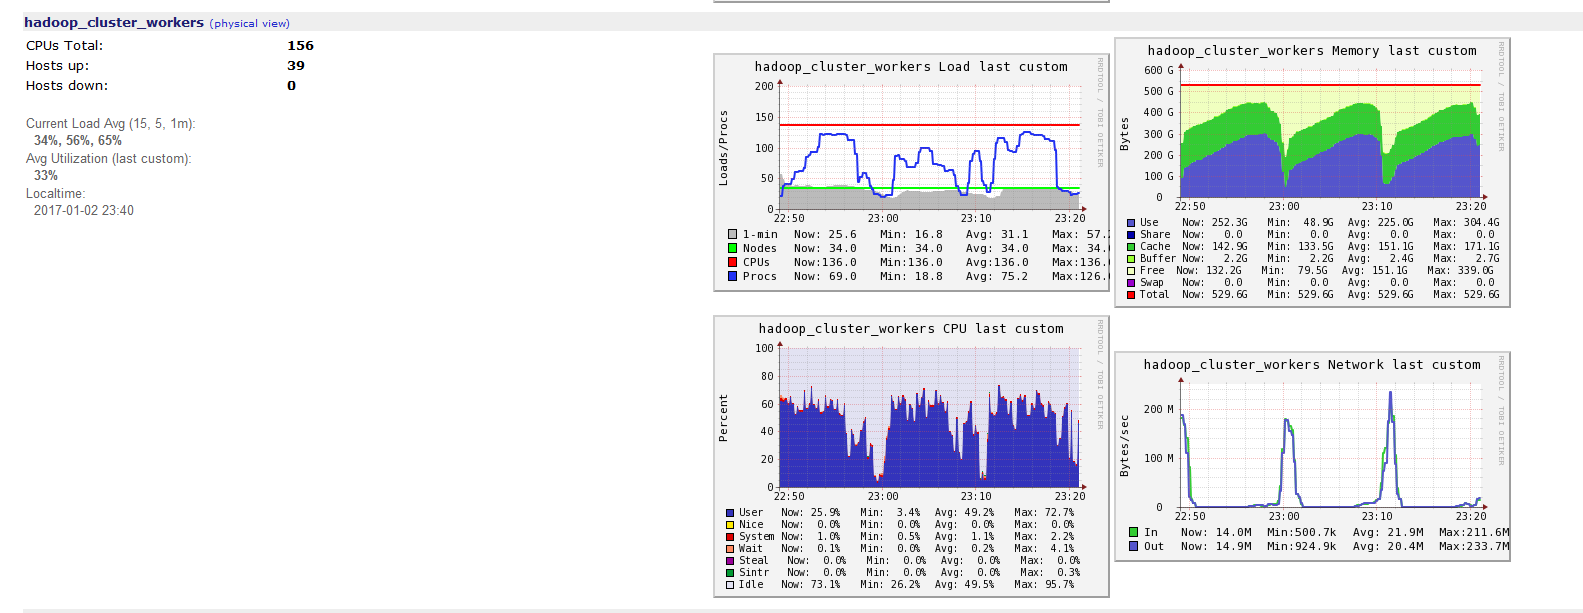 hadoop_cluster_workers (physical view)
CPUs Total: 156
Hosts up: 39
Hosts down: 0
Current Load Avg (15, 5, 1m):
34%, 56%, 65%
Avg Utilization (last custom):
33%
Localtime:
2017-01-02 23:40
hadoop_cluster_workers Load last custom
RRDTOOL / TOBI OETIKER
Loads/Procs
200
150
100
50
0
22:50 23:00 23:10 23:20
1-min Now: 25.6 Min: 16.8 Avg: 31.1 Max: 57.
Nodes Now: 34.0 Min: 34.0 Avg: 34.0 Max: 34.
CPUs Now:136.0 Min:136.0 Avg:136.0 Max:136.
Procs Now: 69.0 Min: 18.8 Avg: 75.2 Max:126.
hadoop_cluster_workers Memory last custom
RRDTOOL / TOBI OETIKER
Bytes
600 G
500 G
400 G
300 G
200 G
100 G
0
22:50 23:00 23:10 23:20
Use Now: 252.3G Min: 48.9G Avg: 225.0G Max: 304.4G
Share Now: 0.0 Min: 0.0 Avg: 0.0 Max: 0.0
Cache Now: 142.9G Min: 133.5G Avg: 151.1G Max: 171.1G
Buffer Now: 2.2G Min: 2.2G Avg: 2.4G Max: 2.7G
Free Now: 132.2G Min: 79.5G Avg: 151.1G Max: 339.0G
Swap Now: 0.0 Min: 0.0 Avg: 0.0 Max: 0.0
Total Now: 529.6G Min: 529.6G Avg: 529.6G Max: 529.6G
hadoop_cluster_workers CPU last custom
RRDTOOL / TOBI OETIKER
Percent
100
80
60
40
20
0
22:50 23:00 23:10 23:20
User Now: 25.9% Min: 3.4% Avg: 49.2% Max: 72.7%
Nice Now: 0.0% Min: 0.0% Avg: 0.0% Max: 0.0%
System Now: 1.0% Min: 0.5% Avg: 1.1% Max: 2.2%
Wait Now: 0.1% Min: 0.0% Avg: 0.2% Max: 4.1%
Steal Now: 0.0% Min: 0.0% Avg: 0.0% Max: 0.0%
Sintr Now: 0.0% Min: 0.0% Avg: 0.0% Max: 0.3%
Idle Now: 73.1% Min: 26.2% Avg: 49.5% Max: 95.7%
hadoop_cluster_workers Network last custom
RRDTOOL / TOBI OETIKER
Bytes/sec
200 M
100 M
0
22:50 23:00 23:10 23:20
In Now: 14.0M Min:500.7k Avg: 21.9M Max:211.6M
Out Now: 14.9M Min:924.9k Avg: 20.4M Max:233.7M